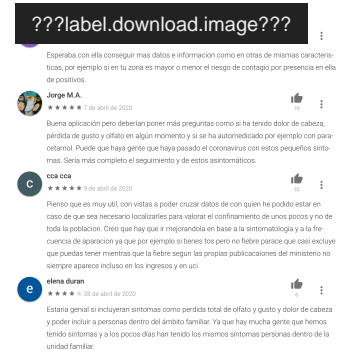 ???label.download.image???
Esperaba con ella conseguir mas datos e informacion como en otras de mismas caracteris-
ticas, por ejemplo si en tu zona es mayor o menor el riesgo de contagio por presencia en ella
de positivos.
Jorge M.A.
7 de abril de 2020
79
Buena aplicación pero deberían poner más preguntas como si ha tenido dolor de cabeza,
pérdida de gusto y olfato en algún momento y si se ha automedicado por ejemplo con para-
cetamol. Puede que haya gente que haya pasado el coronavirus con estos pequeños sínto-
mas. Sería más completo el seguimiento y de estos asintomáticos.
c
cca cca
9 de abril de 2020
32
Pienso que es muy util, con vistas a poder cruzar datos de con quien he podido estar en
caso de que sea necesario localizarles para valorar el confinamiento de unos pocos y no de
toda la poblacion. Creo que hay que ir mejorandola en base a la sintomatologia y a la fre-
cuencia de aparacion ya que por ejemplo si tienes tos pero no fiebre parace que casi excluye
que puedas tener mientras que la fiebre segun las propias publicacaiones del ministerio no
siempre aparece incluso en los ingresos y en uci
e
elena duran
28 de abril de 2020
6
Estaria genial si incluyeran sintomas como perdida total de olfato y gusto y dolor de cabeza
y poder incluir a personas dentro del ámbito familiar. Ya que hay mucha gente que hemos
tenido sintomas y a los pocos días han tenido los mismos síntomas personas dentro de la
unidad familiar.